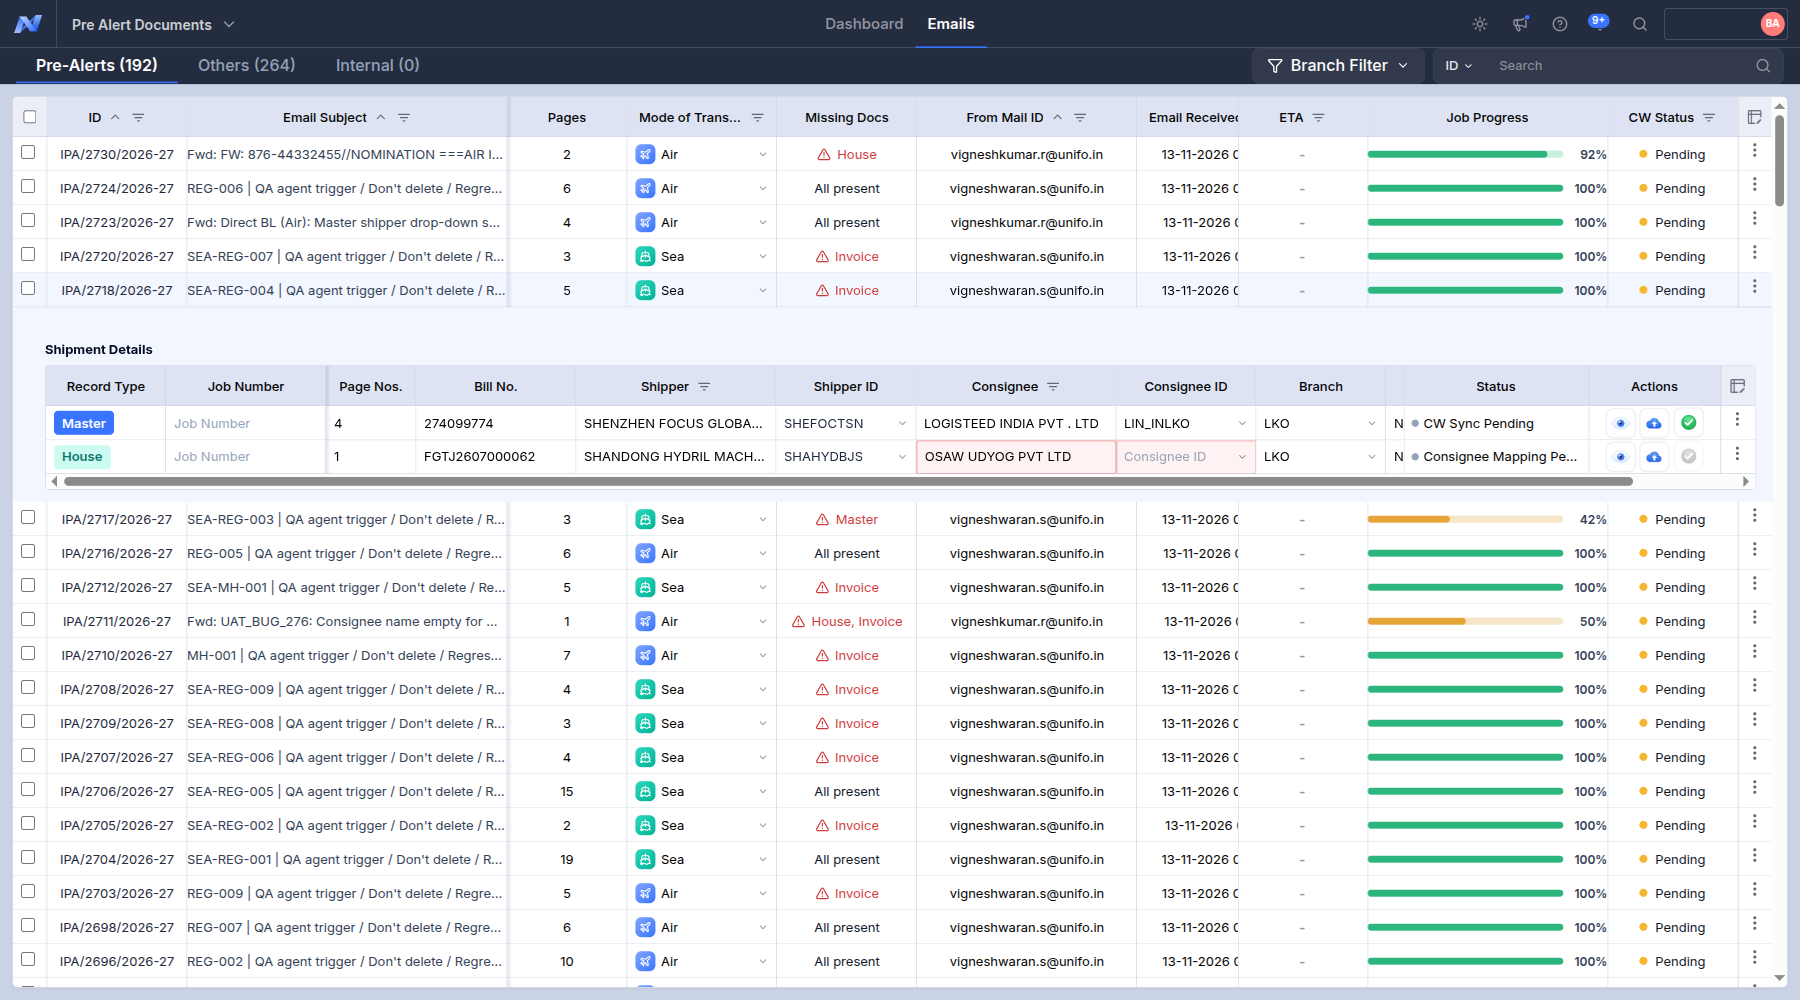 Pre Alert Documents
Dashboard
Emails
9+
BA
Pre-Alerts (192)
Others (264)
Internal (0)
Branch Filter
ID
Search
ID Email Subject Pages Mode of Trans... Missing Docs From Mail ID Email Received ETA Job Progress CW Status
IPA/2730/2026-27 Fwd: FW: 876-44332455//NOMINATION ===AIR I... 2 Air House vigneshkumar.r@unifo.in 13-11-2026 - 92% Pending
IPA/2724/2026-27 REG-006 | QA agent trigger / Don't delete / Regre... 6 Air All present vigneshwaran.s@unifo.in 13-11-2026 - 100% Pending
IPA/2723/2026-27 Fwd: Direct BL (Air): Master shipper drop-down s... 4 Air All present vigneshkumar.r@unifo.in 13-11-2026 - 100% Pending
IPA/2720/2026-27 SEA-REG-007 | QA agent trigger / Don't delete / R... 3 Sea Invoice vigneshwaran.s@unifo.in 13-11-2026 - 100% Pending
IPA/2718/2026-27 SEA-REG-004 | QA agent trigger / Don't delete / R... 5 Sea Invoice vigneshwaran.s@unifo.in 13-11-2026 - 100% Pending
Shipment Details
Record Type Job Number Page Nos. Bill No. Shipper Shipper ID Consignee Consignee ID Branch Status Actions
Master Job Number 4 274099774 SHENZHEN FOCUS GLOBA... SHEFOCTSN LOGISTEED INDIA PVT . LTD LIN_INLKO LKO N CW Sync Pending
House Job Number 1 FGTJ2607000062 SHANDONG HYDRIL MACH... SHAHYDBJS OSAW UDYOG PVT LTD Consignee ID LKO N Consignee Mapping Pe...
IPA/2717/2026-27 SEA-REG-003 | QA agent trigger / Don't delete / R... 3 Sea Master vigneshwaran.s@unifo.in 13-11-2026 - 42% Pending
IPA/2716/2026-27 REG-005 | QA agent trigger / Don't delete / Regre... 6 Air All present vigneshwaran.s@unifo.in 13-11-2026 - 100% Pending
IPA/2712/2026-27 SEA-MH-001 | QA agent trigger / Don't delete / Re... 5 Sea Invoice vigneshwaran.s@unifo.in 13-11-2026 - 100% Pending
IPA/2711/2026-27 Fwd: UAT_BUG_276: Consignee name empty for ... 1 Air House, Invoice vigneshkumar.r@unifo.in 13-11-2026 - 50% Pending
IPA/2710/2026-27 MH-001 | QA agent trigger / Don't delete / Regres... 7 Air Invoice vigneshwaran.s@unifo.in 13-11-2026 - 100% Pending
IPA/2708/2026-27 SEA-REG-009 | QA agent trigger / Don't delete / R... 4 Sea Invoice vigneshwaran.s@unifo.in 13-11-2026 - 100% Pending
IPA/2709/2026-27 SEA-REG-008 | QA agent trigger / Don't delete / R... 3 Sea Invoice vigneshwaran.s@unifo.in 13-11-2026 - 100% Pending
IPA/2707/2026-27 SEA-REG-006 | QA agent trigger / Don't delete / R... 4 Sea Invoice vigneshwaran.s@unifo.in 13-11-2026 - 100% Pending
IPA/2706/2026-27 SEA-REG-005 | QA agent trigger / Don't delete / R... 15 Sea All present vigneshwaran.s@unifo.in 13-11-2026 - 100% Pending
IPA/2705/2026-27 SEA-REG-002 | QA agent trigger / Don't delete / R... 2 Sea Invoice vigneshwaran.s@unifo.in 13-11-2026 - 100% Pending
IPA/2704/2026-27 SEA-REG-001 | QA agent trigger / Don't delete / R... 19 Sea All present vigneshwaran.s@unifo.in 13-11-2026 - 100% Pending
IPA/2703/2026-27 REG-009 | QA agent trigger / Don't delete / Regre... 5 Air Invoice vigneshwaran.s@unifo.in 13-11-2026 - 100% Pending
IPA/2698/2026-27 REG-007 | QA agent trigger / Don't delete / Regre... 6 Air All present vigneshwaran.s@unifo.in 13-11-2026 - 100% Pending
IPA/2696/2026-27 REG-002 | QA agent trigger / Don't delete / Regre... 10 Air All present vigneshwaran.s@unifo.in 13-11-2026 - 100% Pending